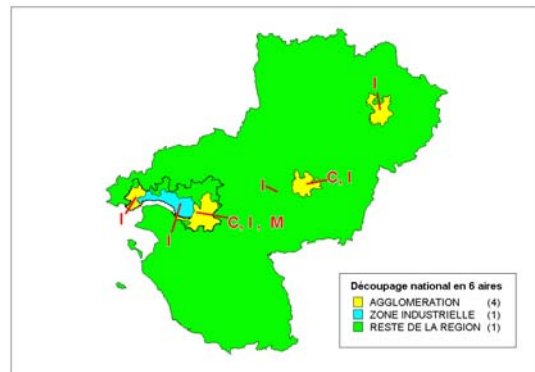 I
C, I
I
I
I
C, I, M
Découpage national en 6 aires
AGGLOMERATION (4)
ZONE INDUSTRIELLE (1)
RESTE DE LA REGION (1)